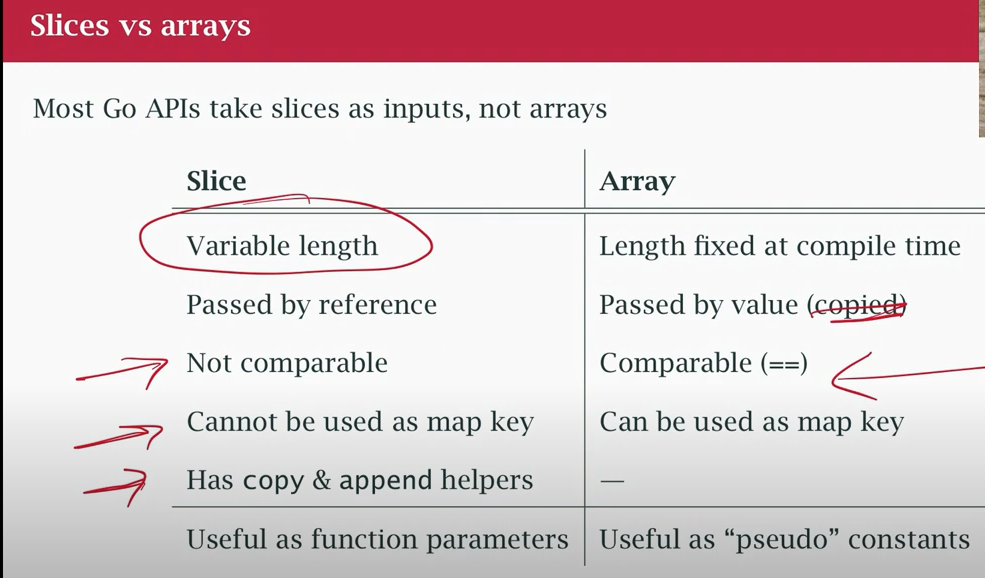 Slices vs arrays
Most Go APIs take slices as inputs, not arrays
Slice Array
Variable length Length fixed at compile time
Passed by reference Passed by value (copied)
Not comparable Comparable (==)
Cannot be used as map key Can be used as map key
Has copy & append helpers —
Useful as function parameters Useful as “pseudo” constants